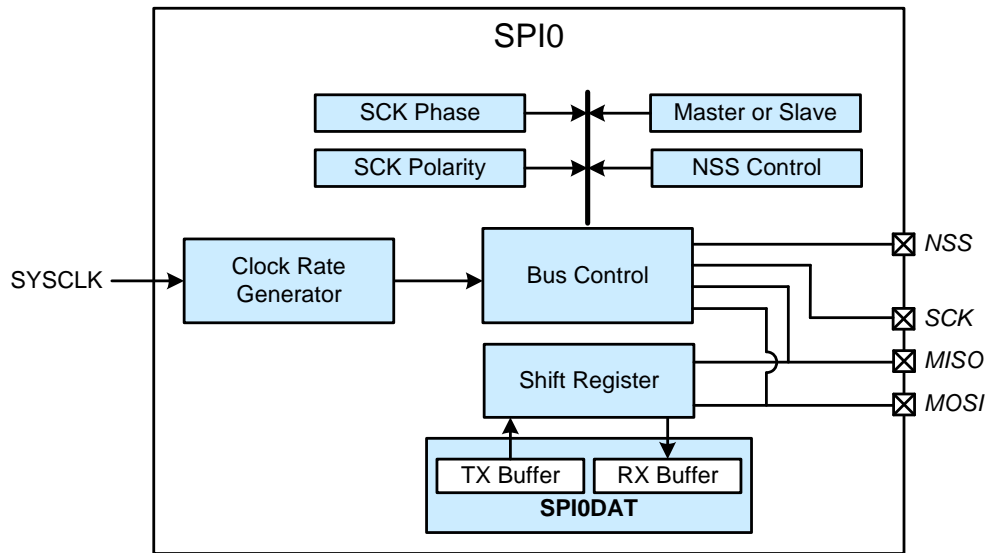 SPI0
SCK Phase
Master or Slave
SCK Polarity
NSS Control
SYSCLK
Clock Rate
Generator
Bus Control
NSS
SCK
Shift Register
MISO
MOSI
TX Buffer
RX Buffer
SPI0DAT